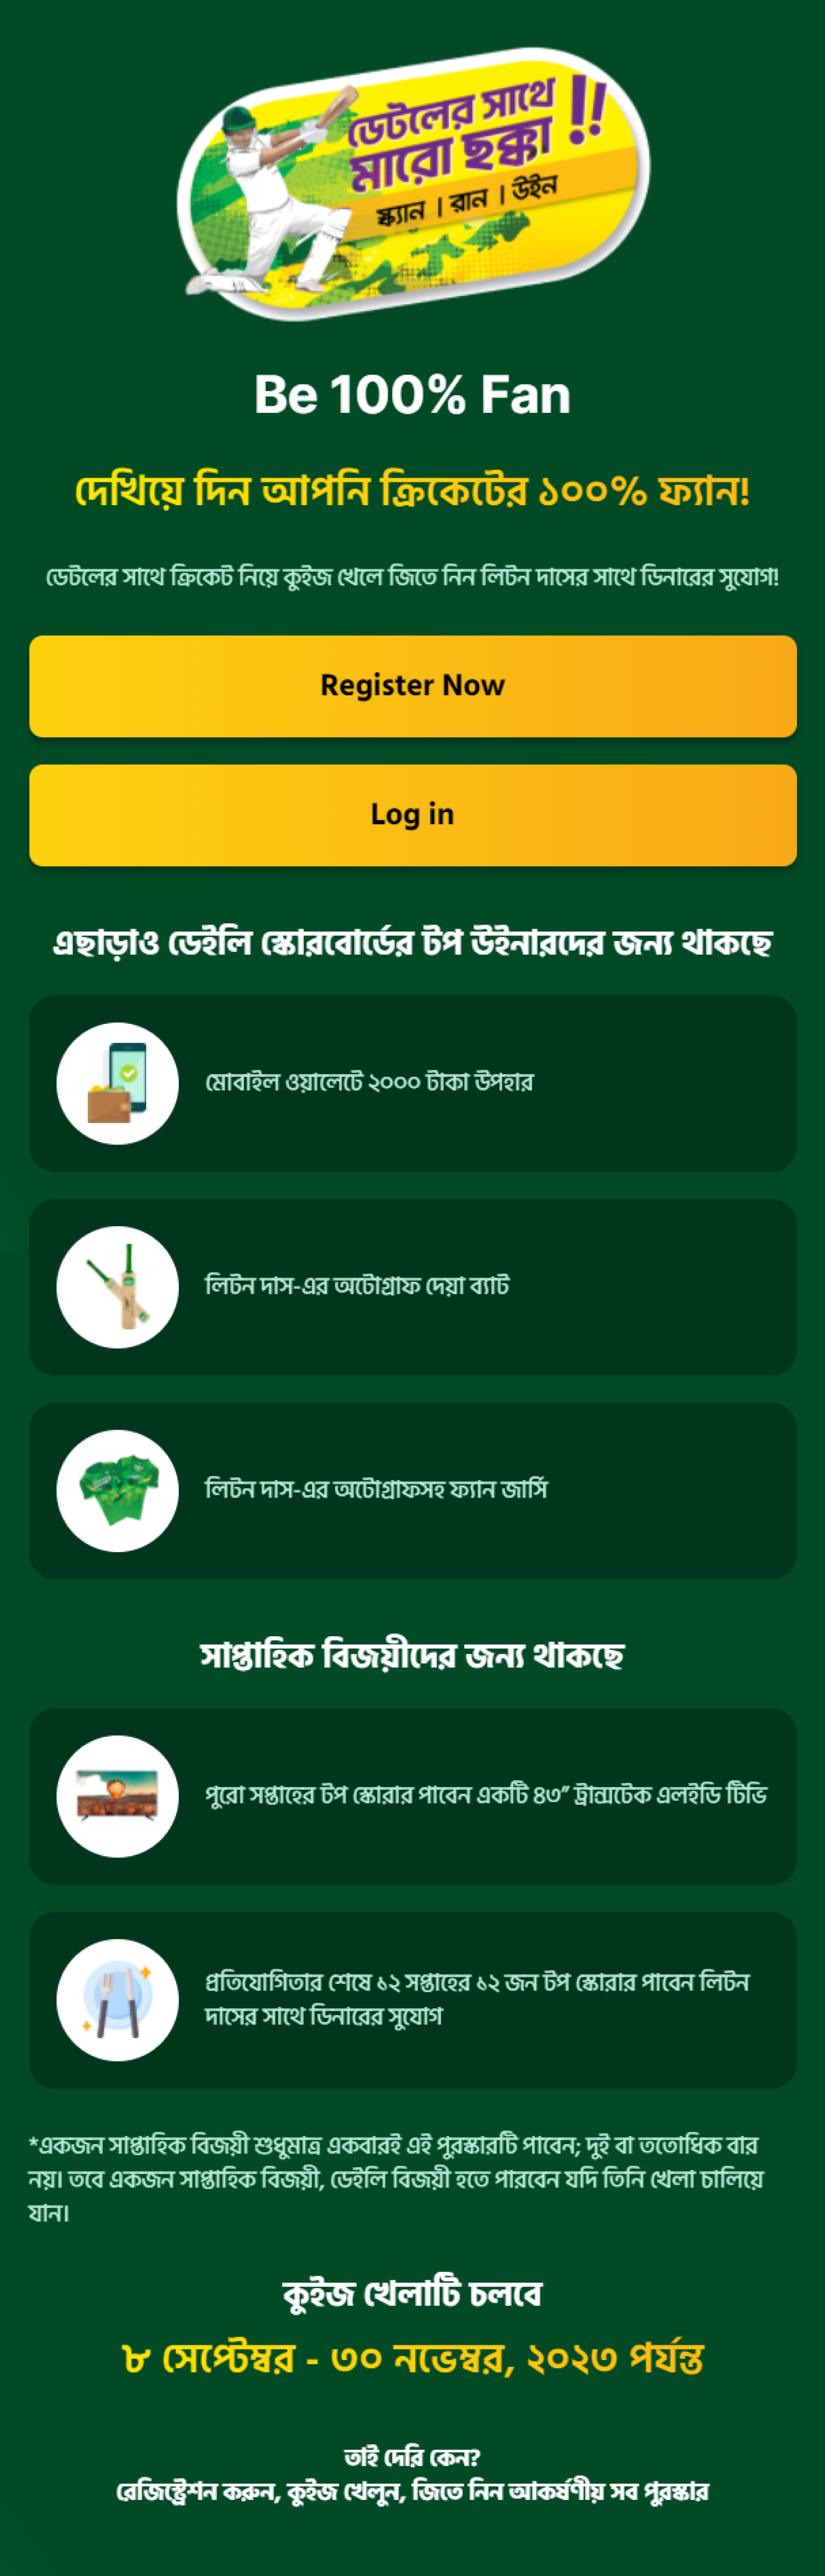 ডেটলের সাথে
মারো ছক্কা !!
স্ক্যান | রান | উইন
Be 100% Fan
দেখিয়ে দিন আপনি ক্রিকেটের ১০০% ফ্যান!
ডেটলের সাথে ক্রিকেট নিয়ে কুইজ খেলে জিতে নিন লিটন দাসের সাথে ডিনারের সুযোগ!
Register Now
Log in
এছাড়াও ডেইলি স্কোরবোর্ডের টপ উইনারদের জন্য থাকছে
মোবাইল ওয়ালেটে ২০০০ টাকা উপহার
লিটন দাস-এর অটোগ্রাফ দেয়া ব্যাট
লিটন দাস-এর অটোগ্রাফসহ ফ্যান জার্সি
সাপ্তাহিক বিজয়ীদের জন্য থাকছে
পুরো সপ্তাহের টপ স্কোরার পাবেন একটি ৪৩” ট্রান্সটেক এলইডি টিভি
প্রতিযোগিতার শেষে ১২ সপ্তাহের ১২ জন টপ স্কোরার পাবেন লিটন
দাসের সাথে ডিনারের সুযোগ
*একজন সাপ্তাহিক বিজয়ী শুধুমাত্র একবারই এই পুরস্কারটি পাবেন; দুই বা ততোধিক বার
নয়। তবে একজন সাপ্তাহিক বিজয়ী, ডেইলি বিজয়ী হতে পারবেন যদি তিনি খেলা চালিয়ে
যান।
কুইজ খেলাটি চলবে
৮ সেপ্টেম্বর - ৩০ নভেম্বর, ২০২৩ পর্যন্ত
তাই দেরি কেন?
রেজিস্ট্রেশন করুন, কুইজ খেলুন, জিতে নিন আকর্ষণীয় সব পুরস্কার